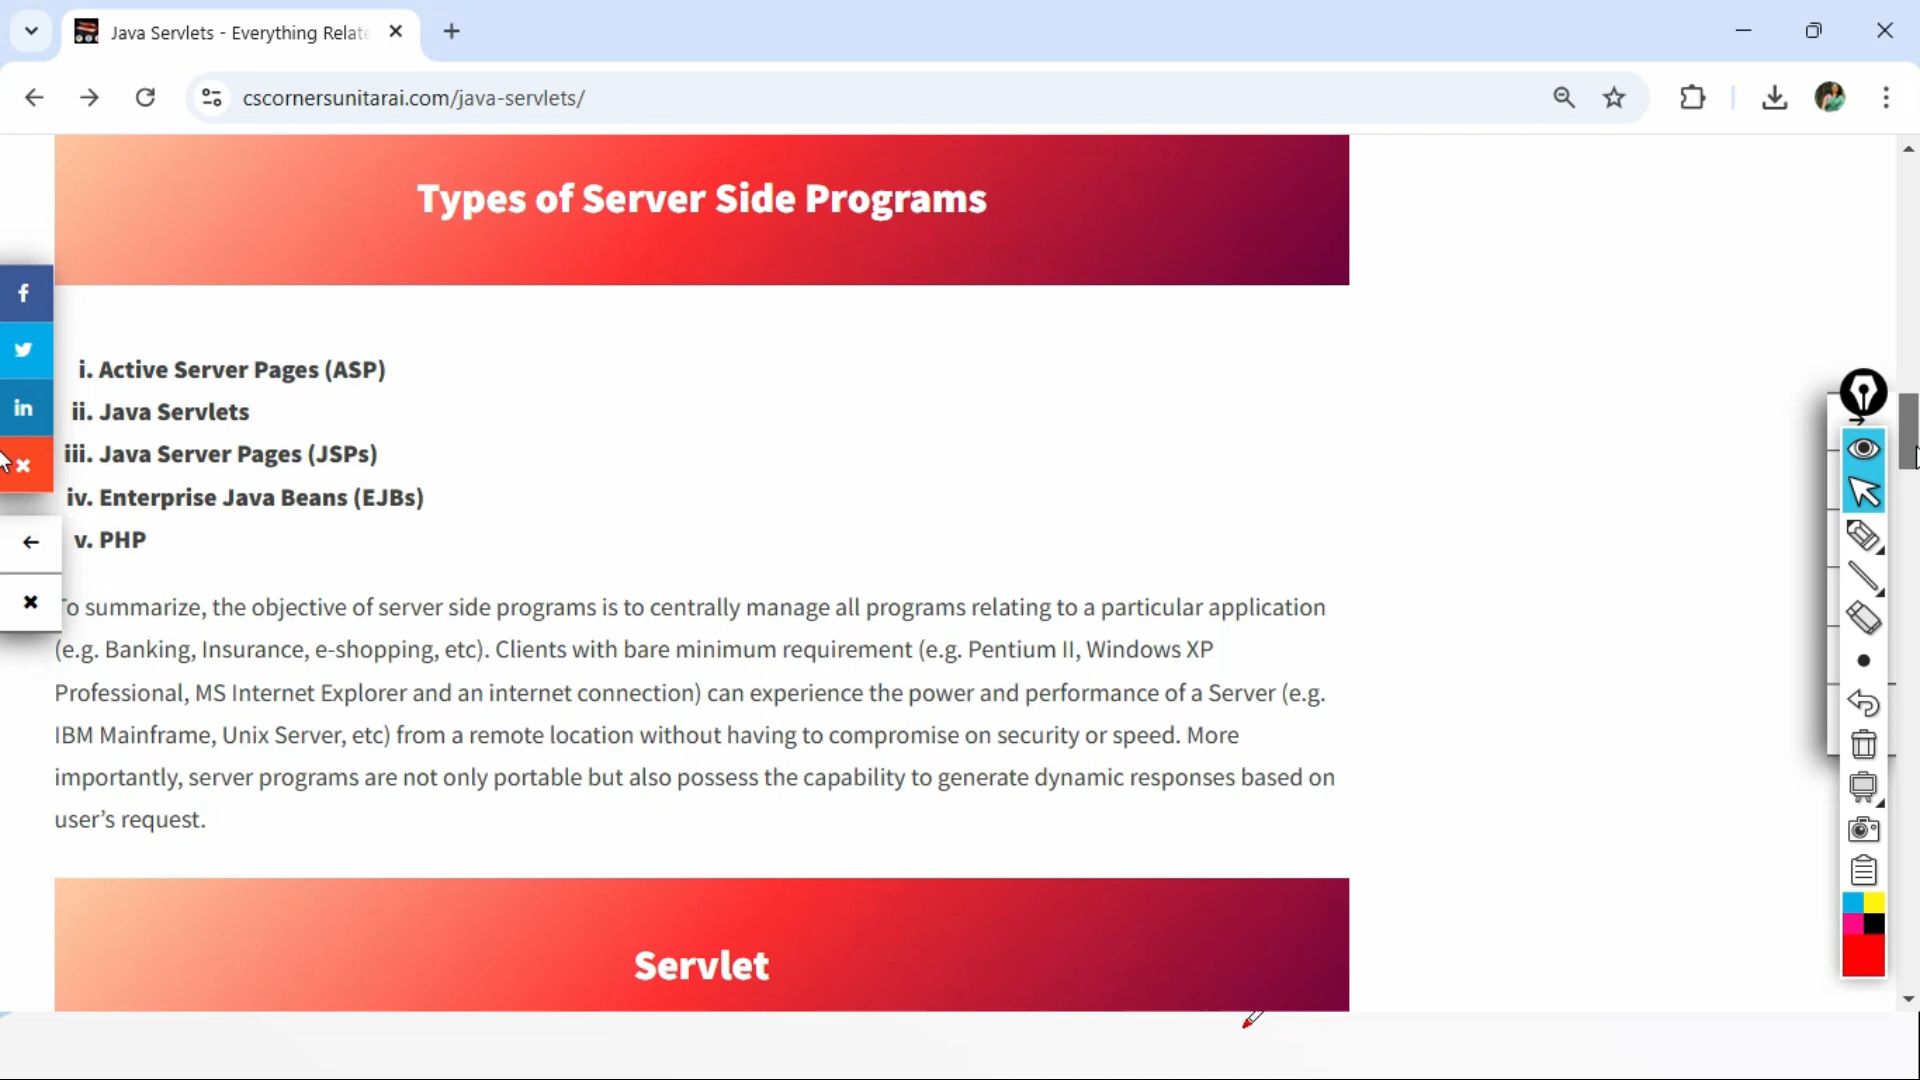 Java Servlets - Everything Relate
cscornersunitarai.com/java-servlets/
Types of Server Side Programs
i. Active Server Pages (ASP)
ii. Java Servlets
iii. Java Server Pages (JSPs)
iv. Enterprise Java Beans (EJBs)
v. PHP
To summarize, the objective of server side programs is to centrally manage all programs relating to a particular application
(e.g. Banking, Insurance, e-shopping, etc). Clients with bare minimum requirement (e.g. Pentium II, Windows XP
Professional, MS Internet Explorer and an internet connection) can experience the power and performance of a Server (e.g.
IBM Mainframe, Unix Server, etc) from a remote location without having to compromise on security or speed. More
importantly, server programs are not only portable but also possess the capability to generate dynamic responses based on
user’s request.
Servlet